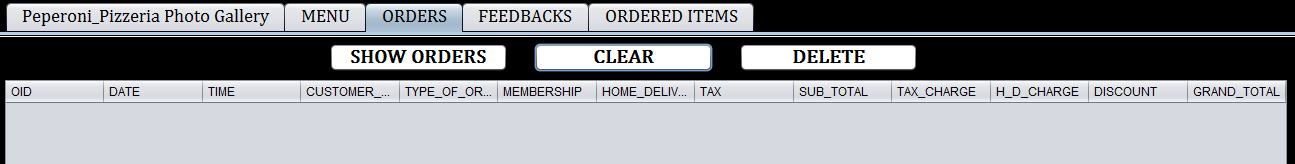 Peperoni_Pizzeria Photo Gallery MENU ORDERS FEEDBACKS ORDERED ITEMS
SHOW ORDERS CLEAR DELETE
OID DATE TIME CUSTOMER_... TYPE_OF_OR... MEMBERSHIP HOME_DELIV... TAX SUB_TOTAL TAX_CHARGE H_D_CHARGE DISCOUNT GRAND_TOTAL